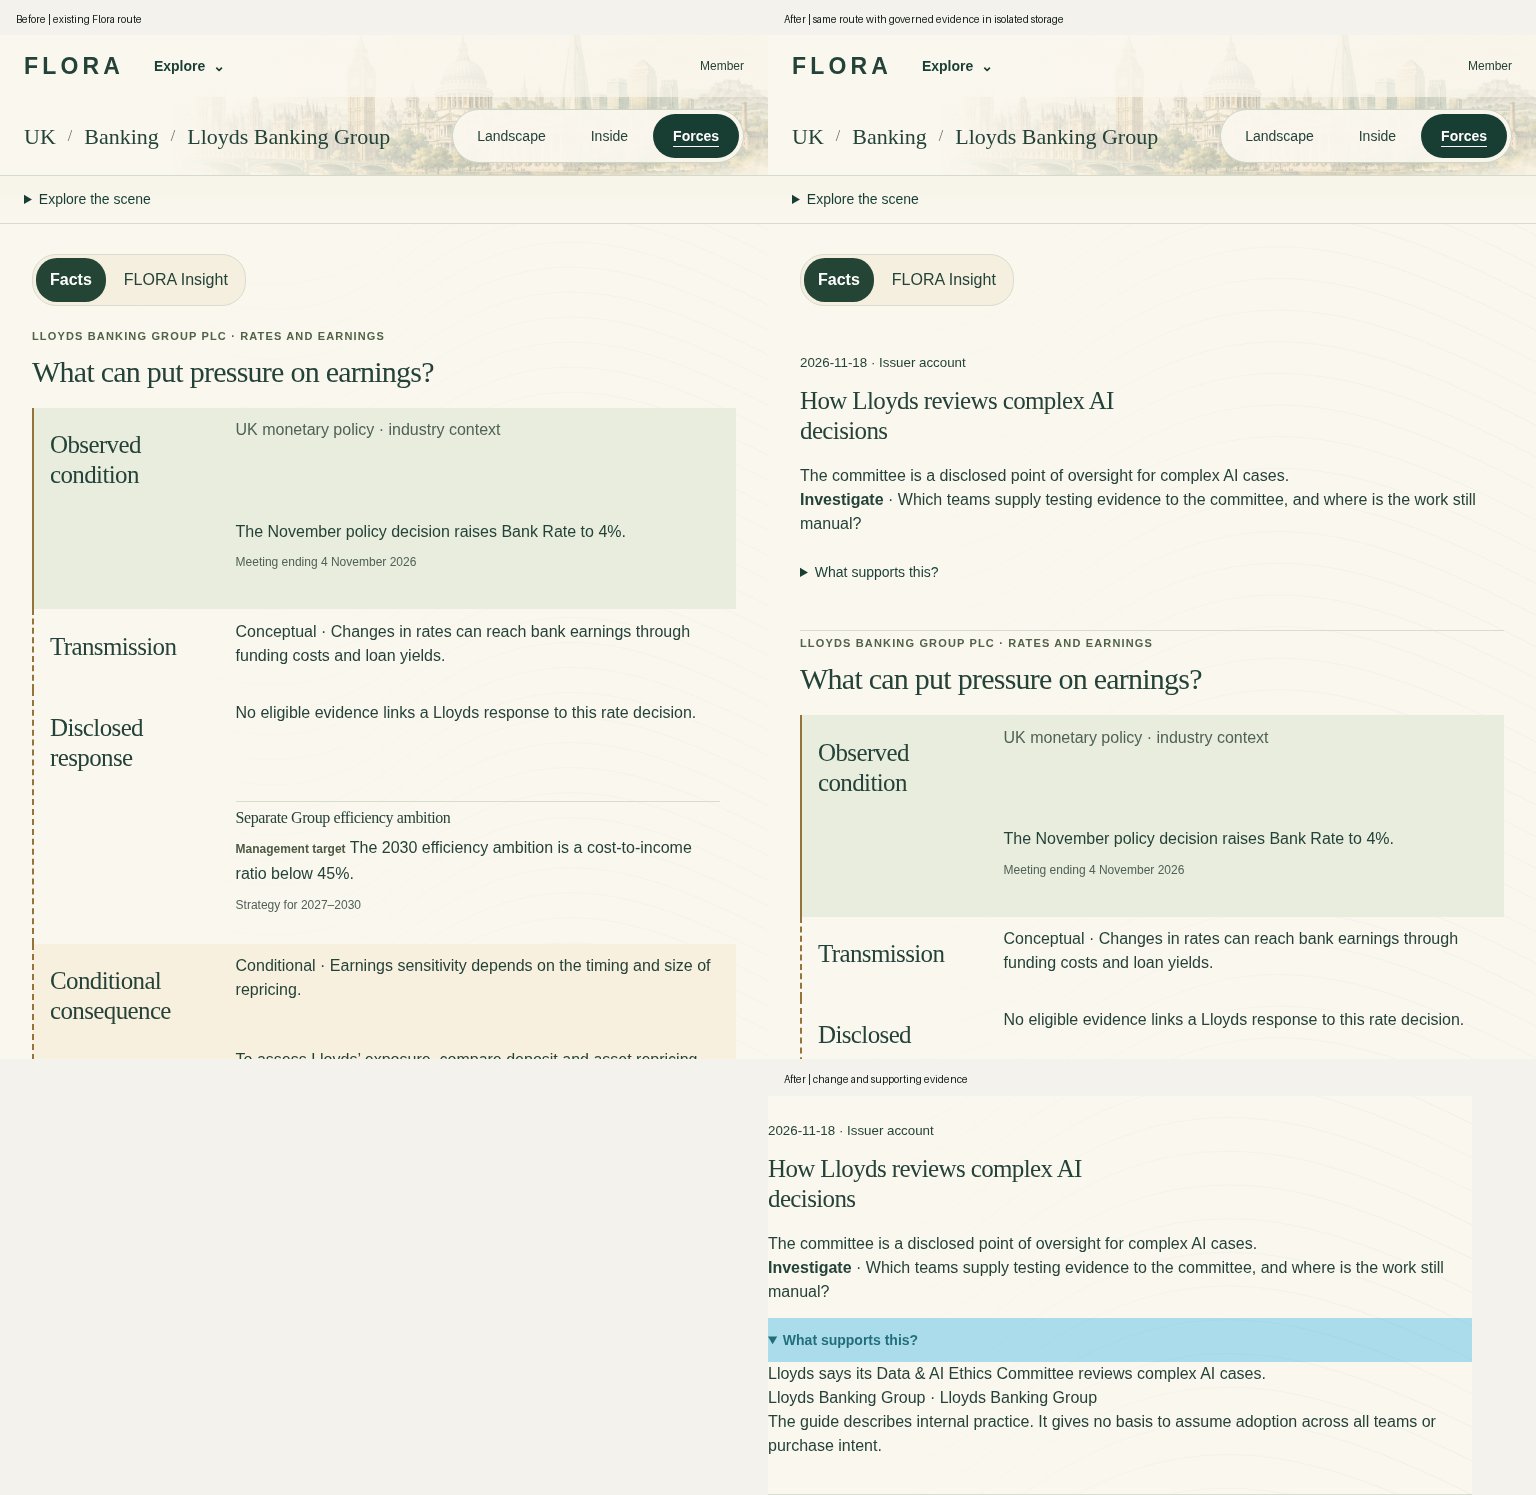 Before | existing Flora route
FLORA
Explore
Member
UK / Banking / Lloyds Banking Group
Landscape
Inside
Forces
Explore the scene
Facts
FLORA Insight
LLOYDS BANKING GROUP PLC · RATES AND EARNINGS
What can put pressure on earnings?
Observed
condition
UK monetary policy · industry context
The November policy decision raises Bank Rate to 4%.
Meeting ending 4 November 2026
Transmission
Conceptual · Changes in rates can reach bank earnings through
funding costs and loan yields.
Disclosed
response
No eligible evidence links a Lloyds response to this rate decision.
Separate Group efficiency ambition
Management target The 2030 efficiency ambition is a cost-to-income
ratio below 45%.
Strategy for 2027–2030
Conditional
consequence
Conditional · Earnings sensitivity depends on the timing and size of
repricing.
To assess Lloyds’ exposure, compare deposit and asset repricing
After | same route with governed evidence in isolated storage
FLORA
Explore
Member
UK / Banking / Lloyds Banking Group
Landscape
Inside
Forces
Explore the scene
Facts
FLORA Insight
2026-11-18 · Issuer account
How Lloyds reviews complex AI
decisions
The committee is a disclosed point of oversight for complex AI cases.
Investigate · Which teams supply testing evidence to the committee, and where is the work still
manual?
What supports this?
LLOYDS BANKING GROUP PLC · RATES AND EARNINGS
What can put pressure on earnings?
Observed
condition
UK monetary policy · industry context
The November policy decision raises Bank Rate to 4%.
Meeting ending 4 November 2026
Transmission
Conceptual · Changes in rates can reach bank earnings through
funding costs and loan yields.
Disclosed
No eligible evidence links a Lloyds response to this rate decision.
After | change and supporting evidence
2026-11-18 · Issuer account
How Lloyds reviews complex AI
decisions
The committee is a disclosed point of oversight for complex AI cases.
Investigate · Which teams supply testing evidence to the committee, and where is the work still
manual?
What supports this?
Lloyds says its Data & AI Ethics Committee reviews complex AI cases.
Lloyds Banking Group · Lloyds Banking Group
The guide describes internal practice. It gives no basis to assume adoption across all teams or
purchase intent.